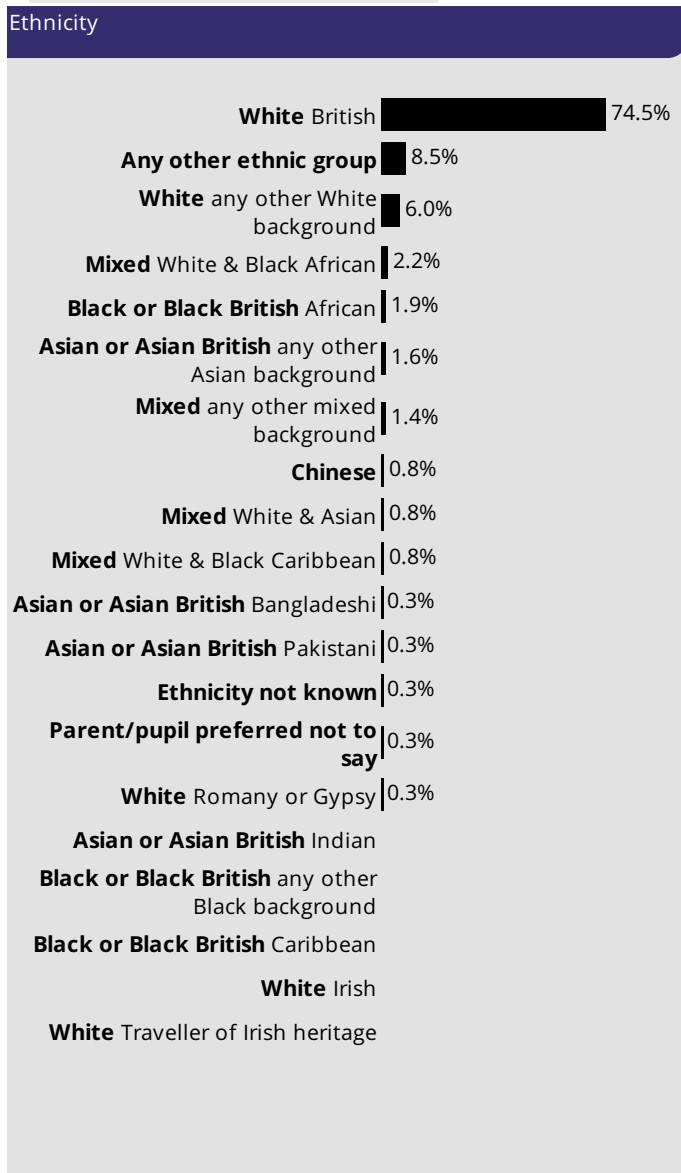 Ethnicity
White British 74.5%
Any other ethnic group 8.5%
White any other White
background 6.0%
Mixed White & Black African 2.2%
Black or Black British African 1.9%
Asian or Asian British any other
Asian background 1.6%
Mixed any other mixed
background 1.4%
Chinese 0.8%
Mixed White & Asian 0.8%
Mixed White & Black Caribbean 0.8%
Asian or Asian British Bangladeshi 0.3%
Asian or Asian British Pakistani 0.3%
Ethnicity not known 0.3%
Parent/pupil preferred not to
say 0.3%
White Romany or Gypsy 0.3%
Asian or Asian British Indian
Black or Black British any other
Black background
Black or Black British Caribbean
White Irish
White Traveller of Irish heritage